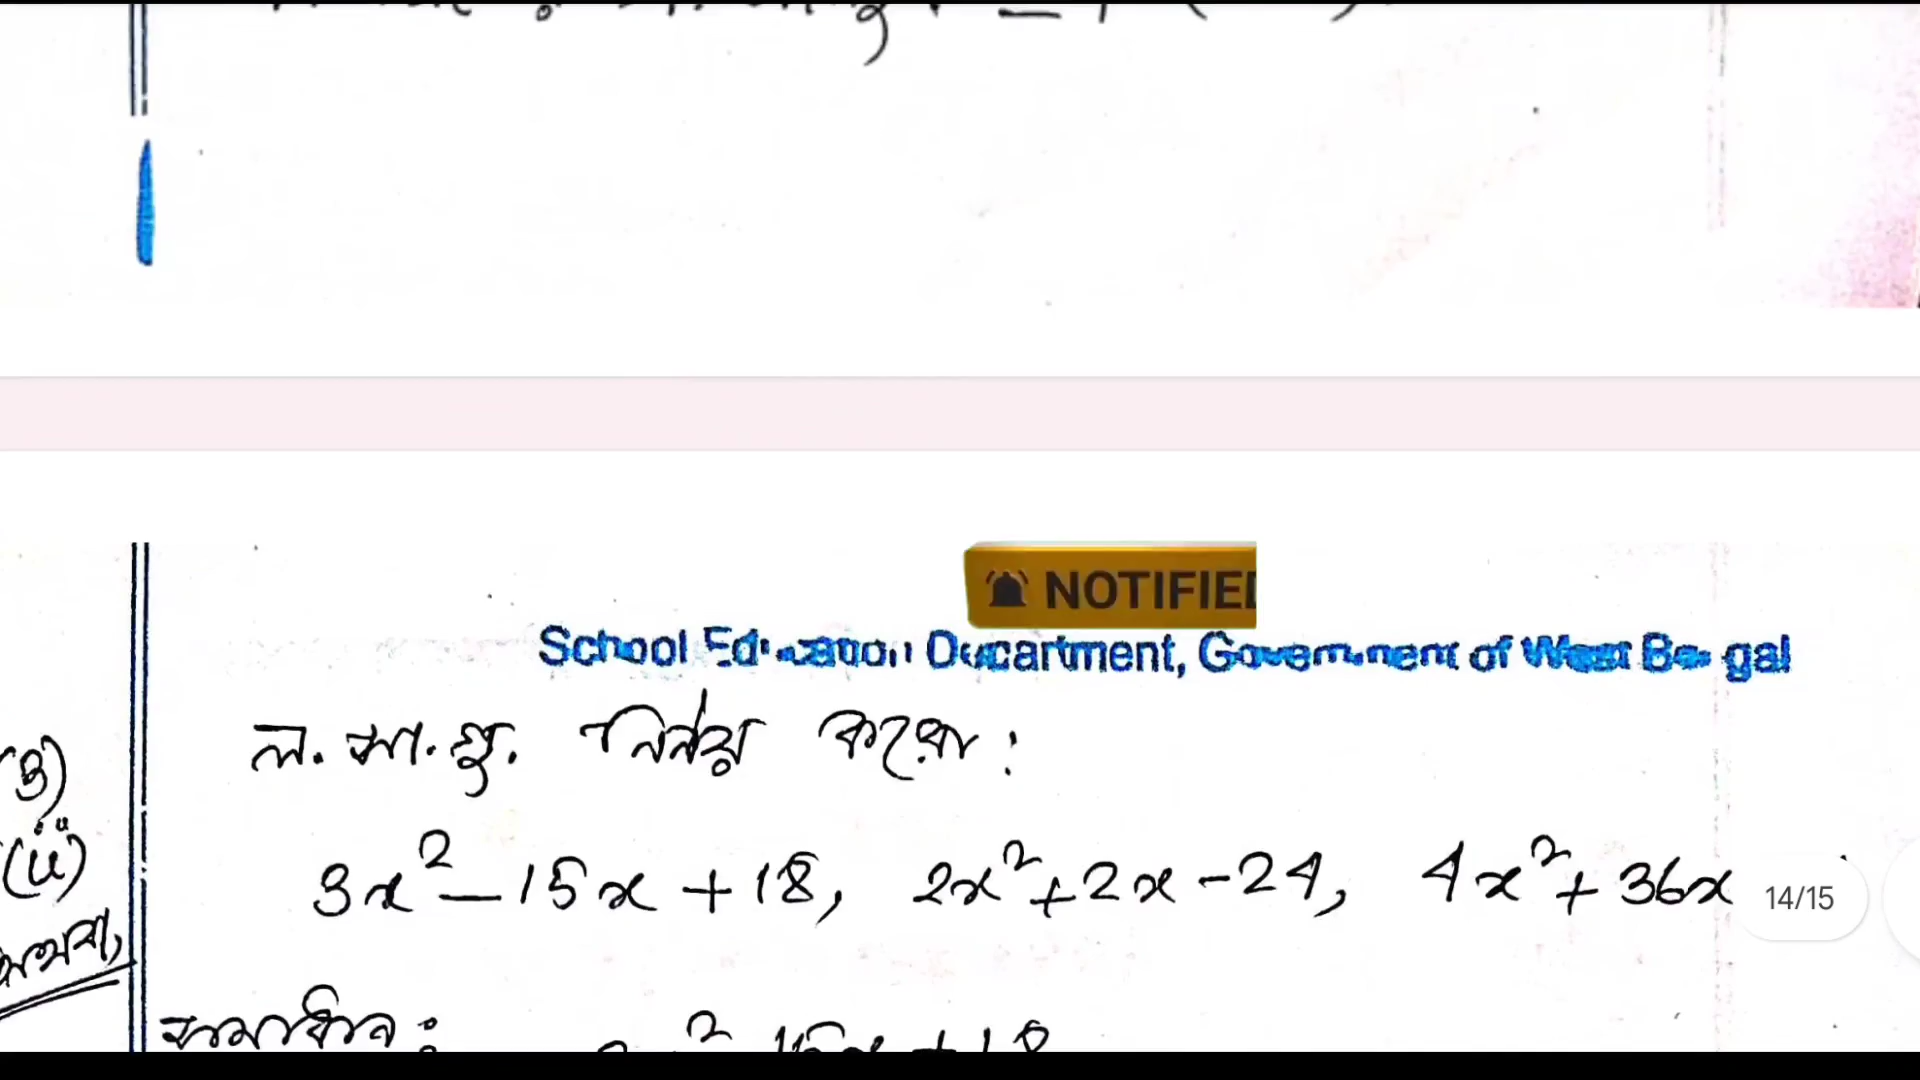 NOTIFIE
School Education Department, Government of West Bengal
ল. সা. গু. নির্ণয় করো :
(3)
(ii)
3x² – 15x + 18, 2x² + 2x - 24, 4x² + 36x
14/15
অথবা,
সমাধান :